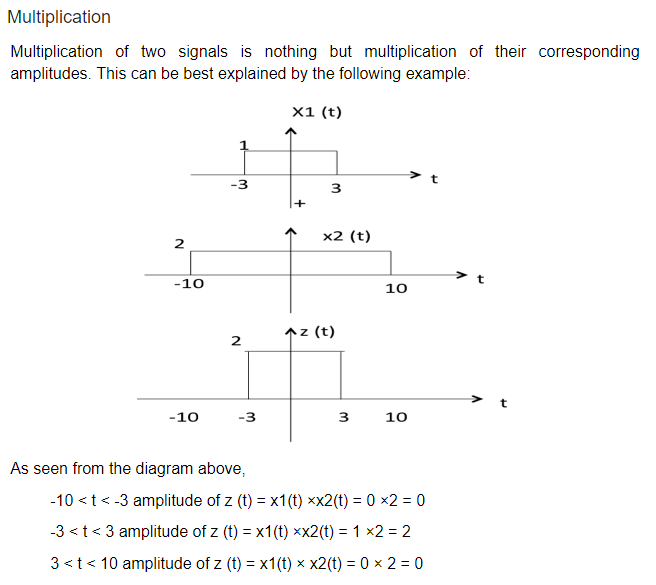 Multiplication
Multiplication of two signals is nothing but multiplication of their corresponding
amplitudes. This can be best explained by the following example:
X1 (t)
1
t
-3
3
+
x2 (t)
2
t
-10
10
z (t)
2
t
-10 -3 3 10
As seen from the diagram above,
-10 < t < -3 amplitude of z (t) = x1(t) ×x2(t) = 0 ×2 = 0
-3 < t < 3 amplitude of z (t) = x1(t) ×x2(t) = 1 ×2 = 2
3 < t < 10 amplitude of z (t) = x1(t) × x2(t) = 0 × 2 = 0